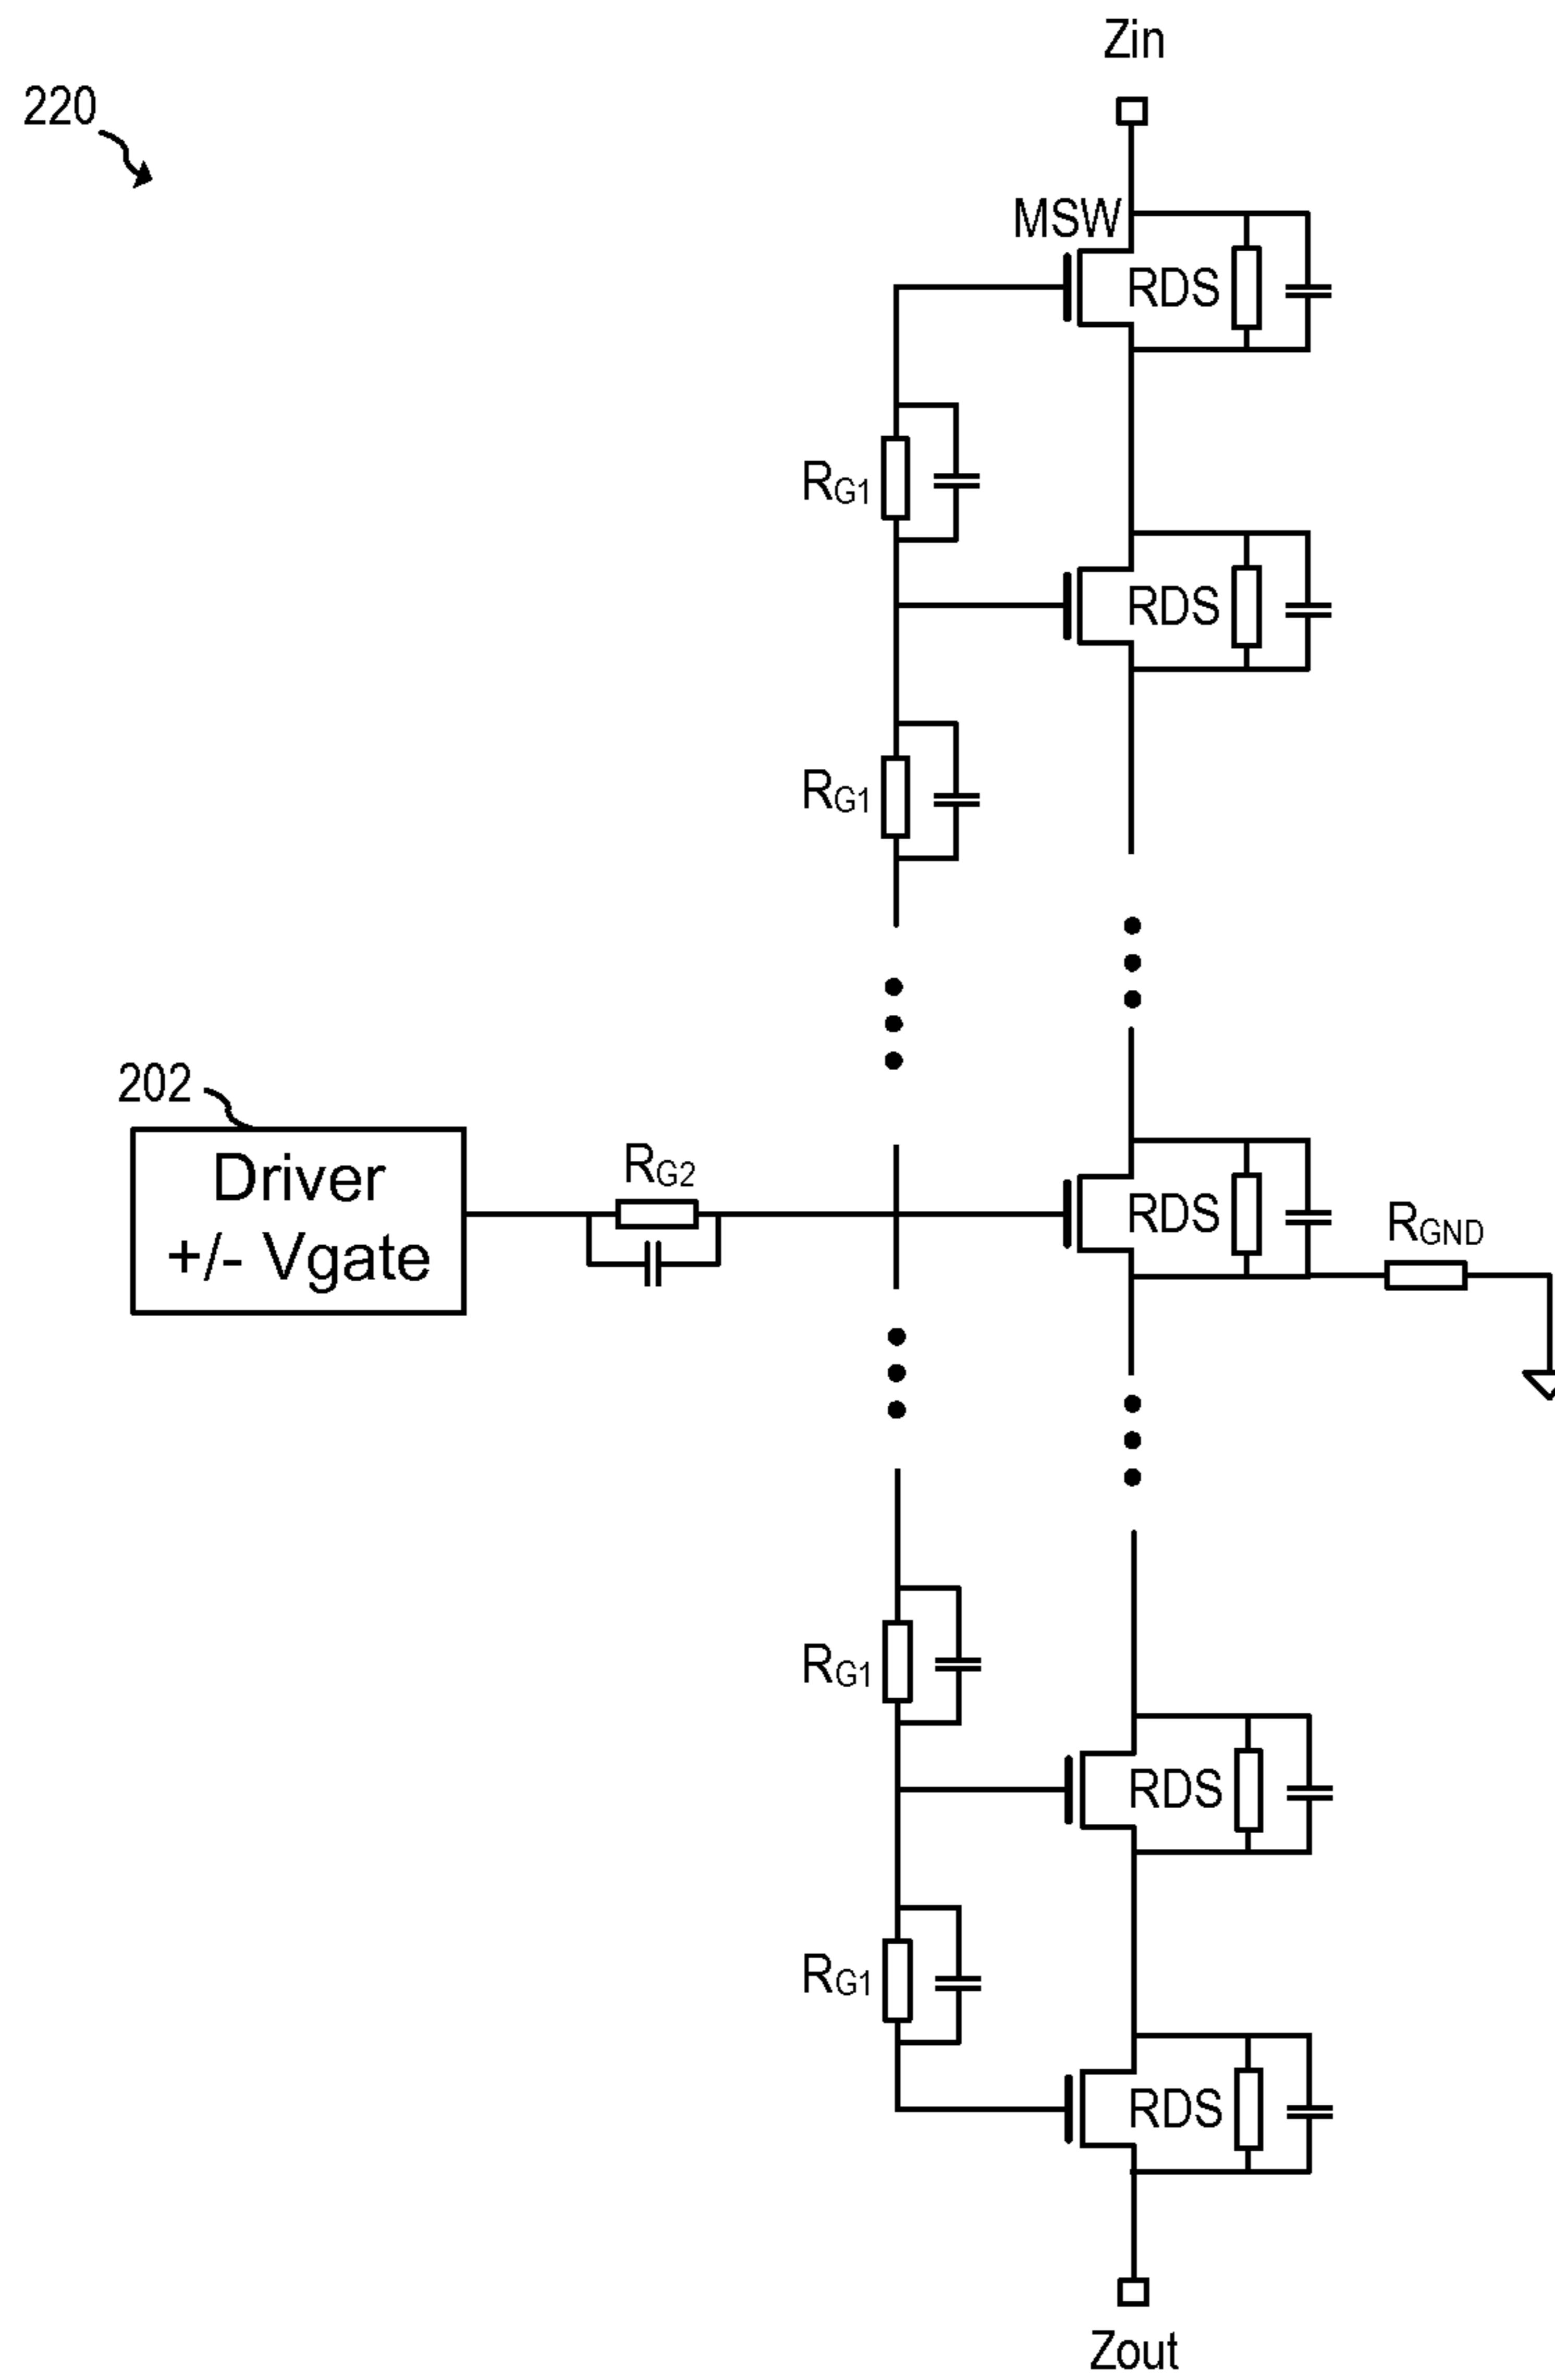 Zin
220
MSW
RDS
RG1
RDS
RG1
202
Driver
+/- Vgate
RG2
RDS
RGND
RG1
RDS
RG1
RDS
Zout